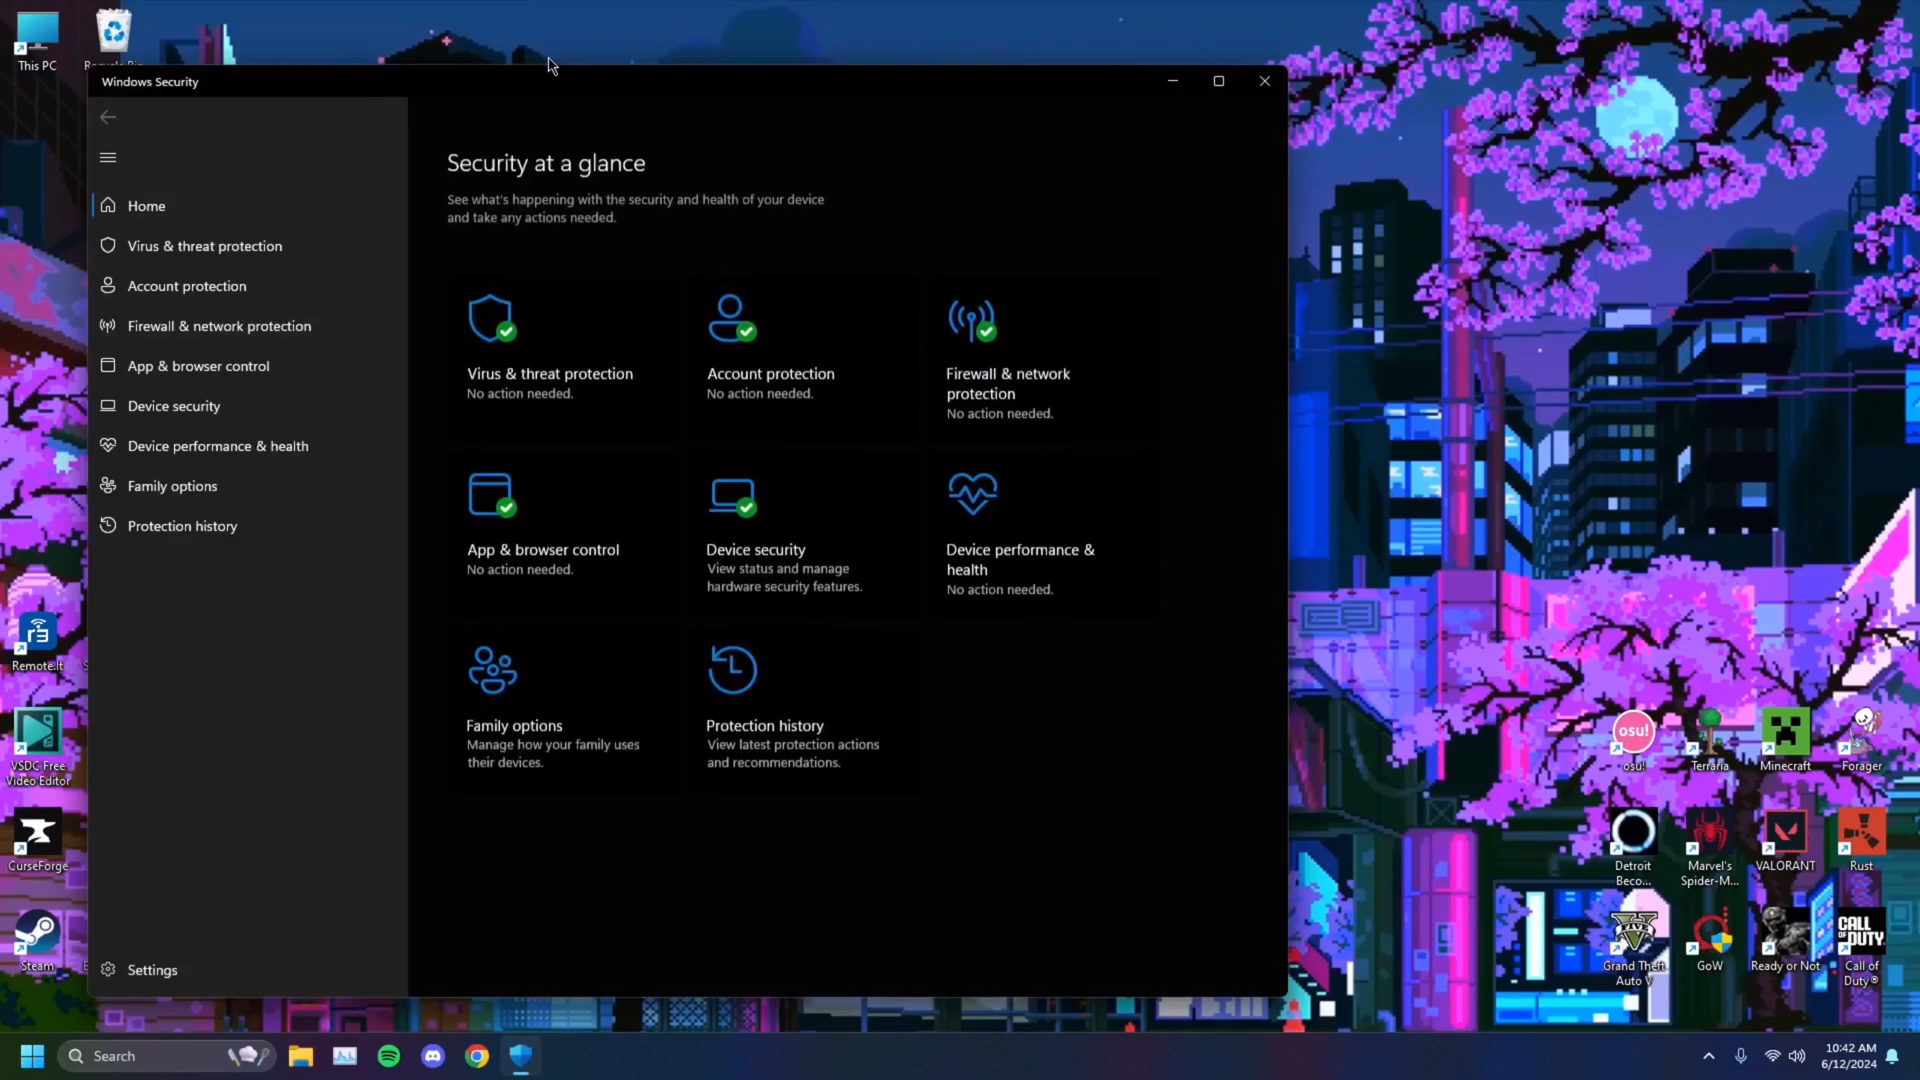 This PC
Windows Security
Home
Virus & threat protection
Account protection
Firewall & network protection
App & browser control
Device security
Device performance & health
Family options
Protection history
Settings
Security at a glance
See what's happening with the security and health of your device
and take any actions needed.
Virus & threat protection
No action needed.
Account protection
No action needed.
Firewall & network
protection
No action needed.
App & browser control
No action needed.
Device security
View status and manage
hardware security features.
Device performance &
health
No action needed.
Family options
Manage how your family uses
their devices.
Protection history
View latest protection actions
and recommendations.
r3
Remote.It
VSDC Free
Video Editor
CurseForge
Steam
osu!
osu!
Terraria
Minecraft
Forager
Detroit
Beco...
Marvel's
Spider-M...
VALORANT
Rust
FIVE
Grand Theft
Auto V
GoW
Ready or Not
CALL
OF DUTY
Call of
Duty®
Search
10:42 AM
6/12/2024